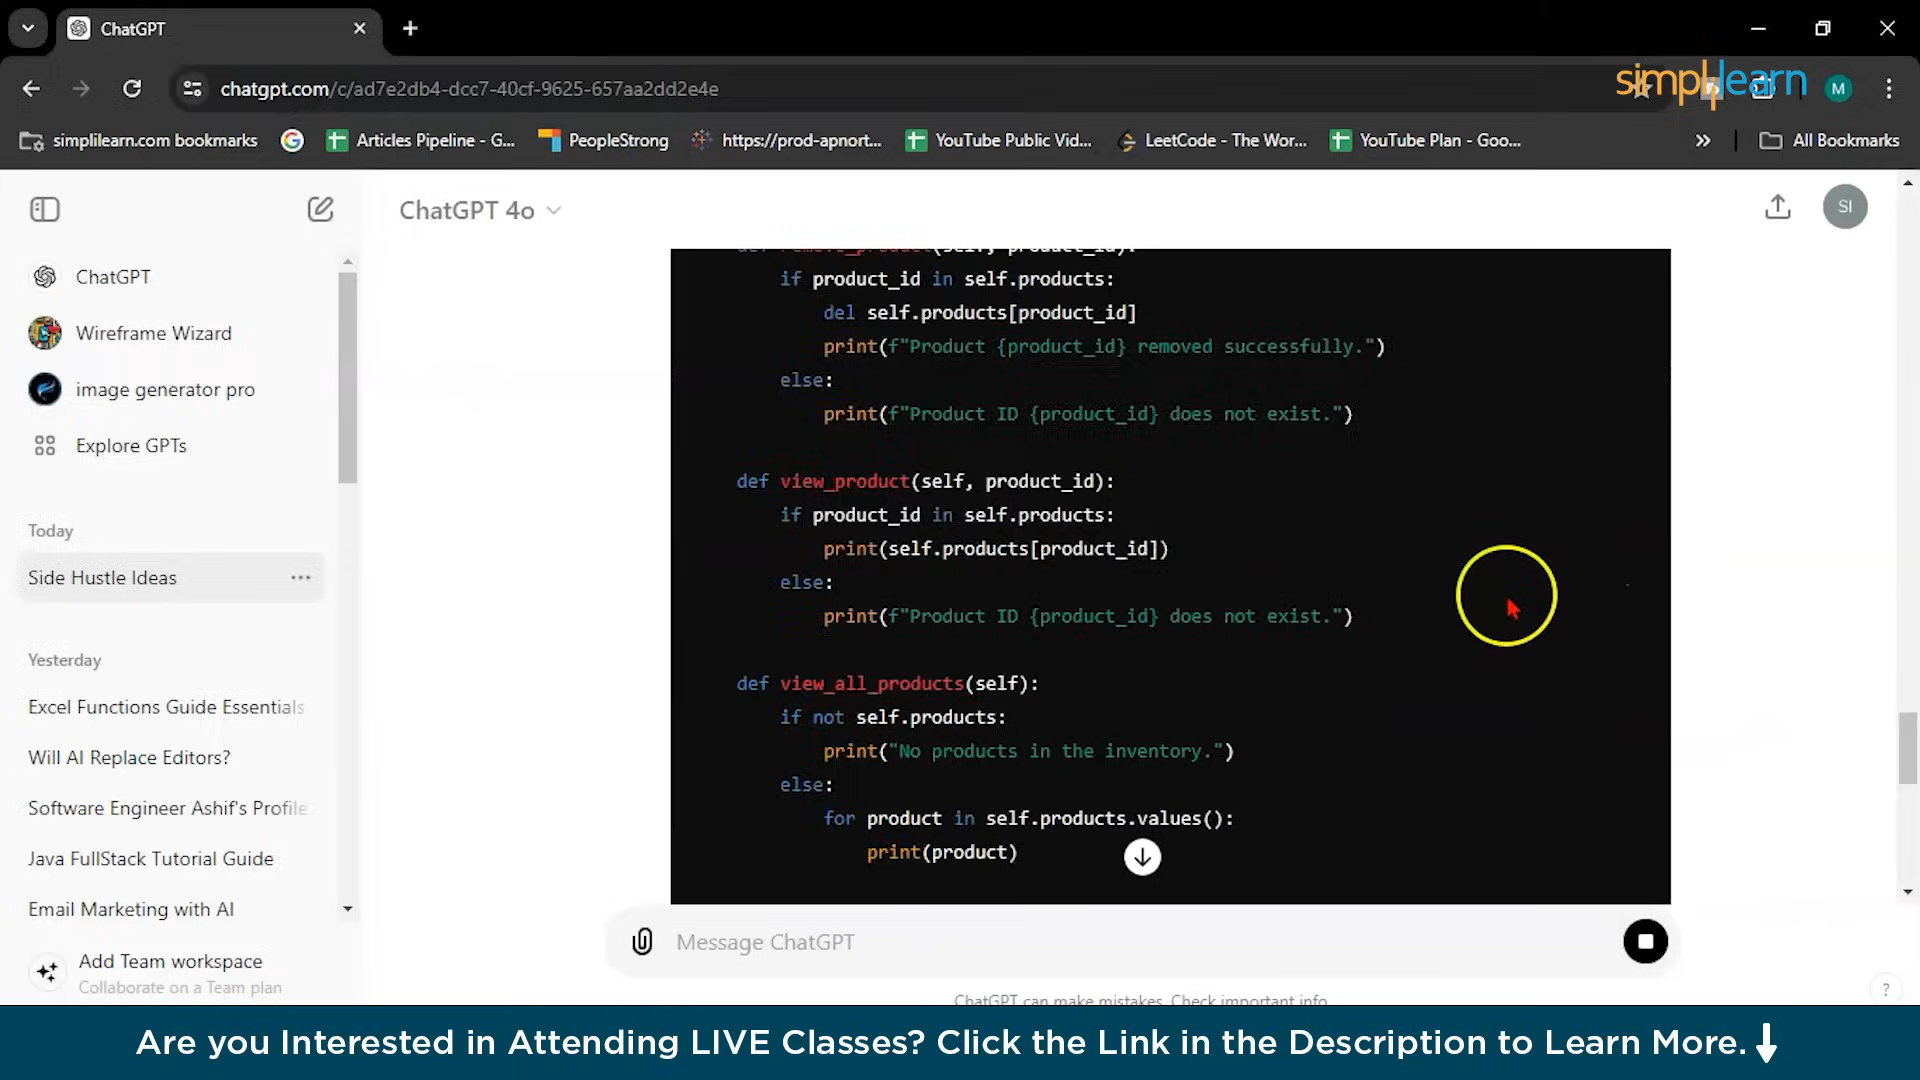 ChatGPT
chatgpt.com/c/ad7e2db4-dcc7-40cf-9625-657aa2dd2e4e
simplilearn
M
simplilearn.com bookmarks
Articles Pipeline - G...
PeopleStrong
https://prod-apnort...
YouTube Public Vid...
LeetCode - The Wor...
YouTube Plan - Goo...
All Bookmarks
ChatGPT 4o
SI
ChatGPT
Wireframe Wizard
image generator pro
Explore GPTs
Today
Side Hustle Ideas
Yesterday
Excel Functions Guide Essentials
Will AI Replace Editors?
Software Engineer Ashif's Profile
Java FullStack Tutorial Guide
Email Marketing with AI
Add Team workspace
Collaborate on a Team plan
def remove_product(self, product_id):
if product_id in self.products:
del self.products[product_id]
print(f"Product {product_id} removed successfully.")
else:
print(f"Product ID {product_id} does not exist.")
def view_product(self, product_id):
if product_id in self.products:
print(self.products[product_id])
else:
print(f"Product ID {product_id} does not exist.")
def view_all_products(self):
if not self.products:
print("No products in the inventory.")
else:
for product in self.products.values():
print(product)
Message ChatGPT
ChatGPT can make mistakes. Check important info.
?
Are you Interested in Attending LIVE Classes? Click the Link in the Description to Learn More.